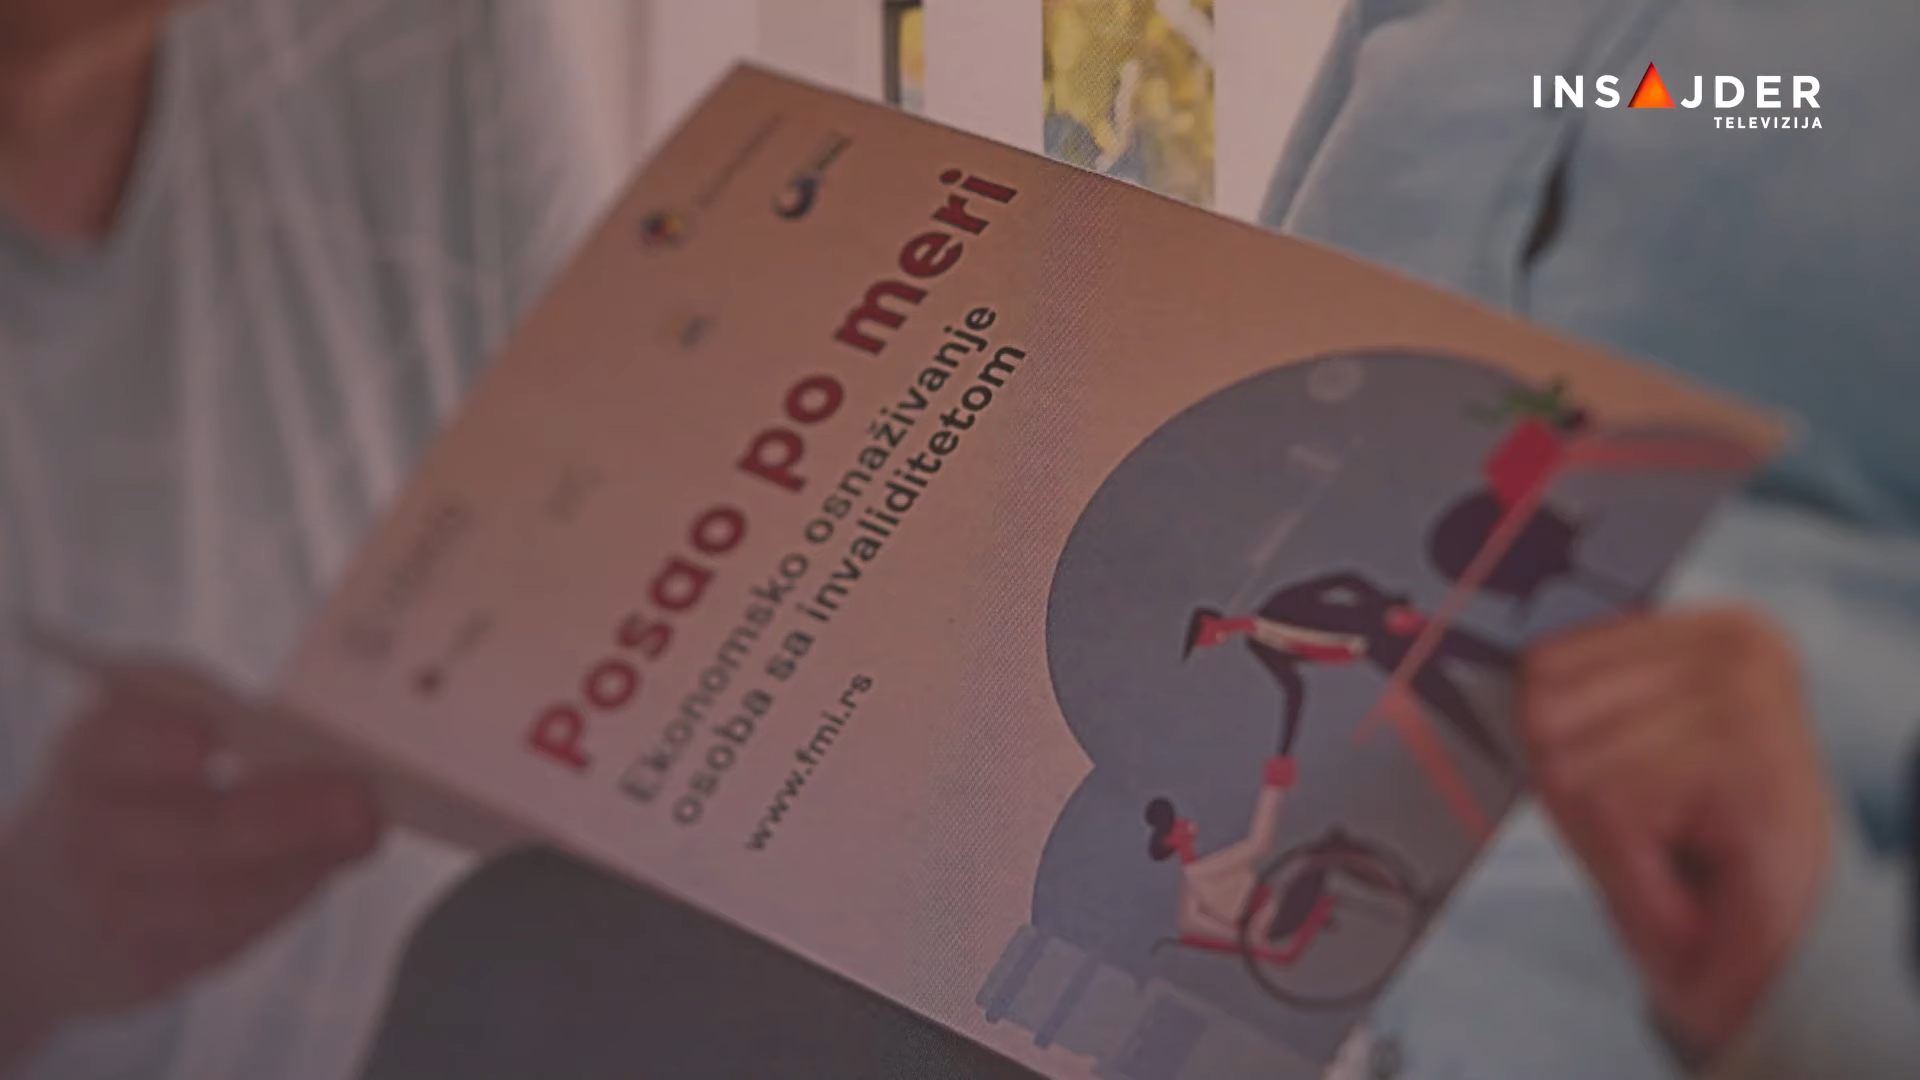 INSAJDER
TELEVIZIJA
Posao po meri
Ekonomsko osnaživanje
osoba sa invaliditetom
www.fmi.rs